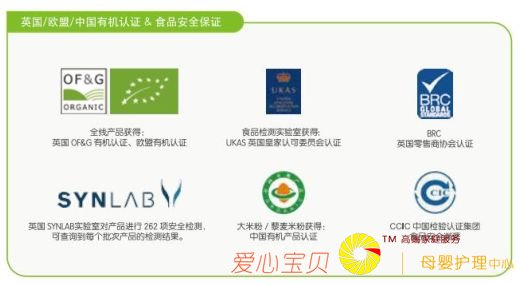 英国/欧盟/中国有机认证 & 食品安全保证
OF&G
ORGANIC
UKAS
BRC
GLOBAL
STANDARDS
全线产品获得:
英国 OF&G 有机认证、欧盟有机认证
食品检测实验室获得:
UKAS 英国皇家认可委员会认证
BRC
英国零售商协会认证
SYNLAB
CCIC
英国 SYNLAB实验室对产品进行 262 项安全检测,
可查询到每个批次产品的检测结果。
大米粉 / 藜麦米粉获得:
中国有机产品认证
CCIC 中国检验认证集团
TM 高端家庭服务
爱心宝贝
母婴护理中心